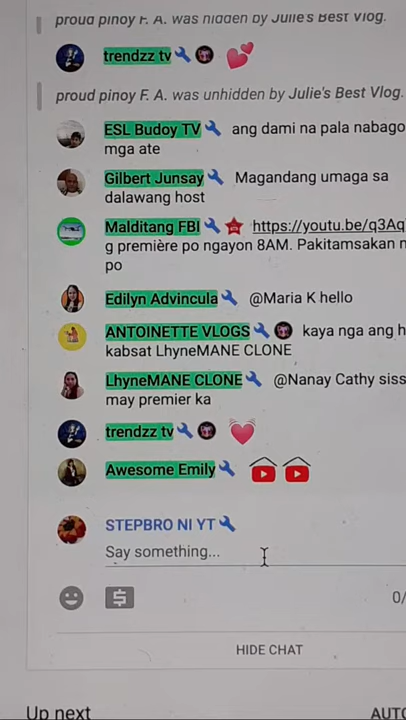 proud pinoy F. A. was hidden by Julie's Best Vlog.
trendzz tv
proud pinoy F. A. was unhidden by Julie's Best Vlog.
ESL Budoy TV ang dami na pala nabago
mga ate
Gilbert Junsay Magandang umaga sa
dalawang host
Malditang FBI https://youtu.be/q3Aq
g première po ngayon 8AM. Pakitamsakan n
po
Edilyn Advincula @Maria K hello
ANTOINETTE VLOGS kaya nga ang h
kabsat LhyneMANE CLONE
LhyneMANE CLONE @Nanay Cathy siss
may premier ka
trendzz tv
Awesome Emily
STEPBRO NI YT
Say something...
0/
HIDE CHAT
Up next AUTO